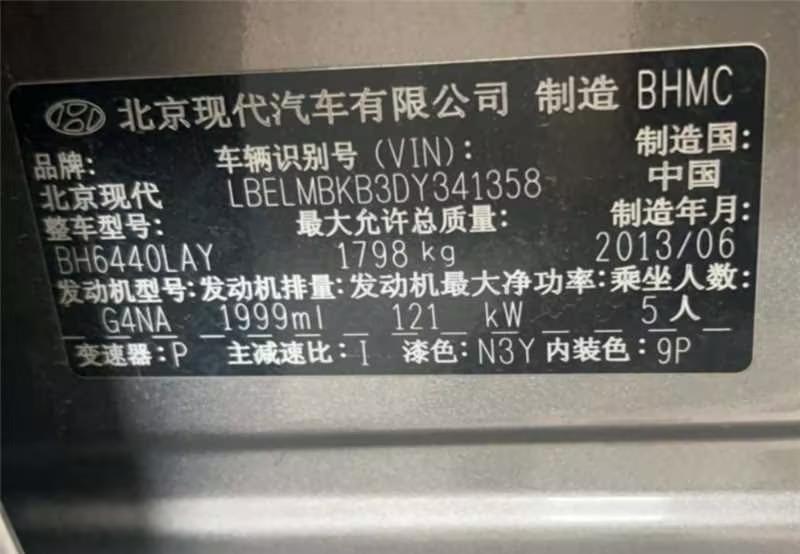 北京现代汽车有限公司 制造 BHMC
品牌: 车辆识别号(VIN): 制造国:
北京现代 LBELMBKB3DY341358 中国
整车型号: 最大允许总质量: 制造年月:
BH6440LAY 1798 kg 2013/06
发动机型号: 发动机排量: 发动机最大净功率: 乘坐人数:
G4NA 1999ml 121 kW 5人
变速器: P 主减速比: I 漆色: N3Y 内装色: 9P